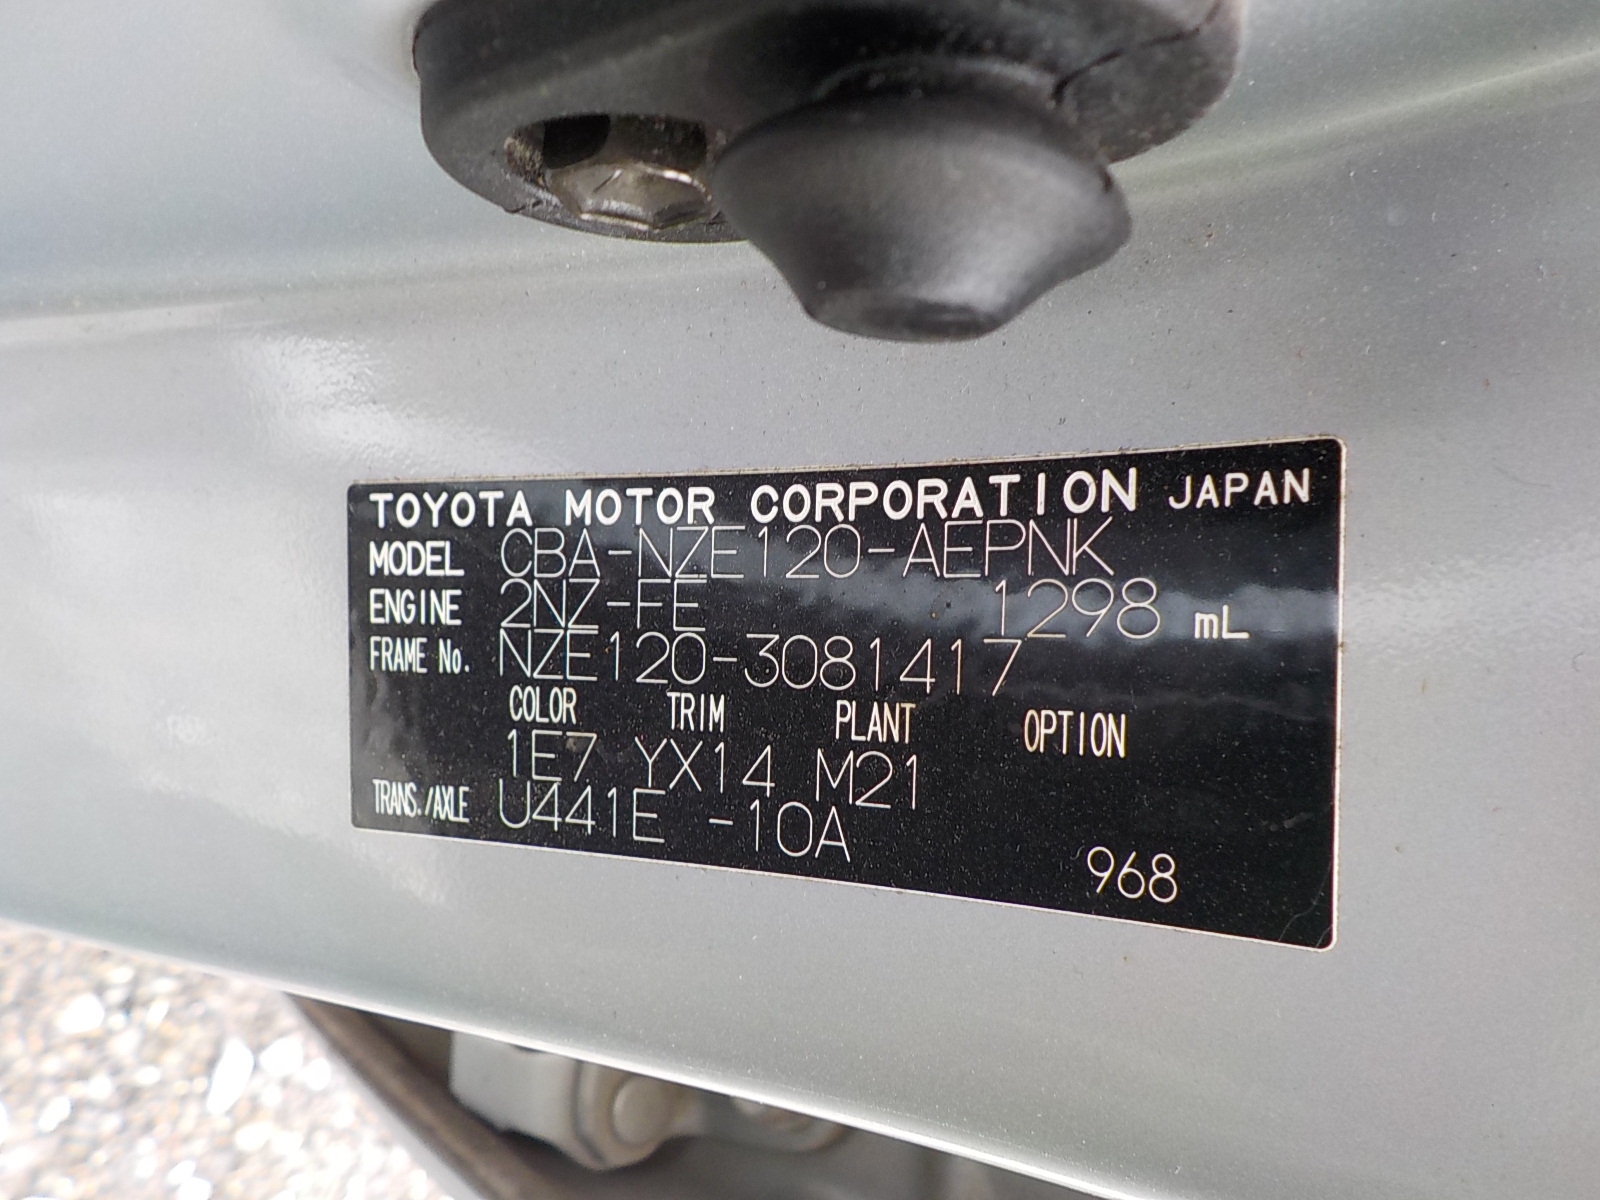 TOYOTA MOTOR CORPORATION JAPAN
MODEL CBA-NZE120-AEPNK
ENGINE 2NZ-FE 1298 mL
FRAME No. NZE120-3081417
COLOR TRIM PLANT OPTION
1E7 YX14 M21
TRANS./AXLE U441E -10A
968